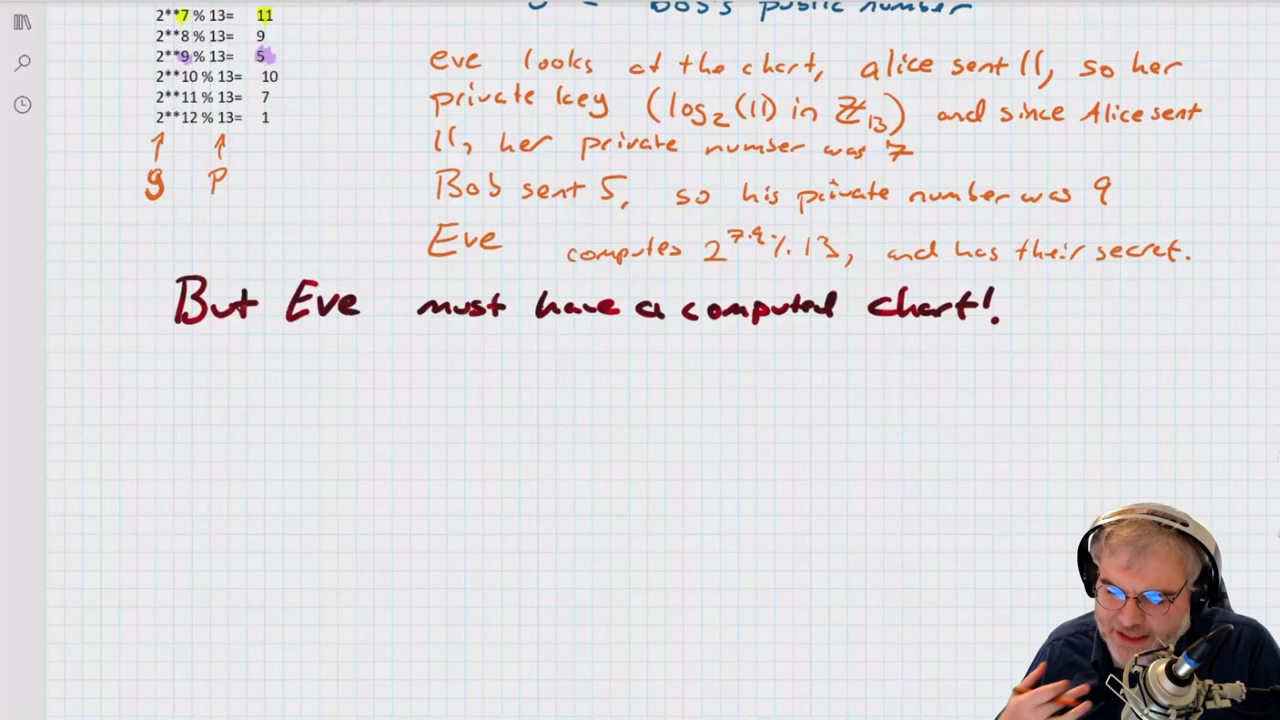 2**7 % 13= 11
2**8 % 13= 9
2**9 % 13= 5
2**10 % 13= 10
2**11 % 13= 7
2**12 % 13= 1
g p
Bob's public number
eve looks at the chart, alice sent 11, so her
private key (log₂(11) in ℤ₁₃) and since Alice sent
11, her private number was 7
Bob sent 5, so his private number was 9
Eve computes 2^7·9 % 13, and has their secret.
But Eve must have a computed chart!